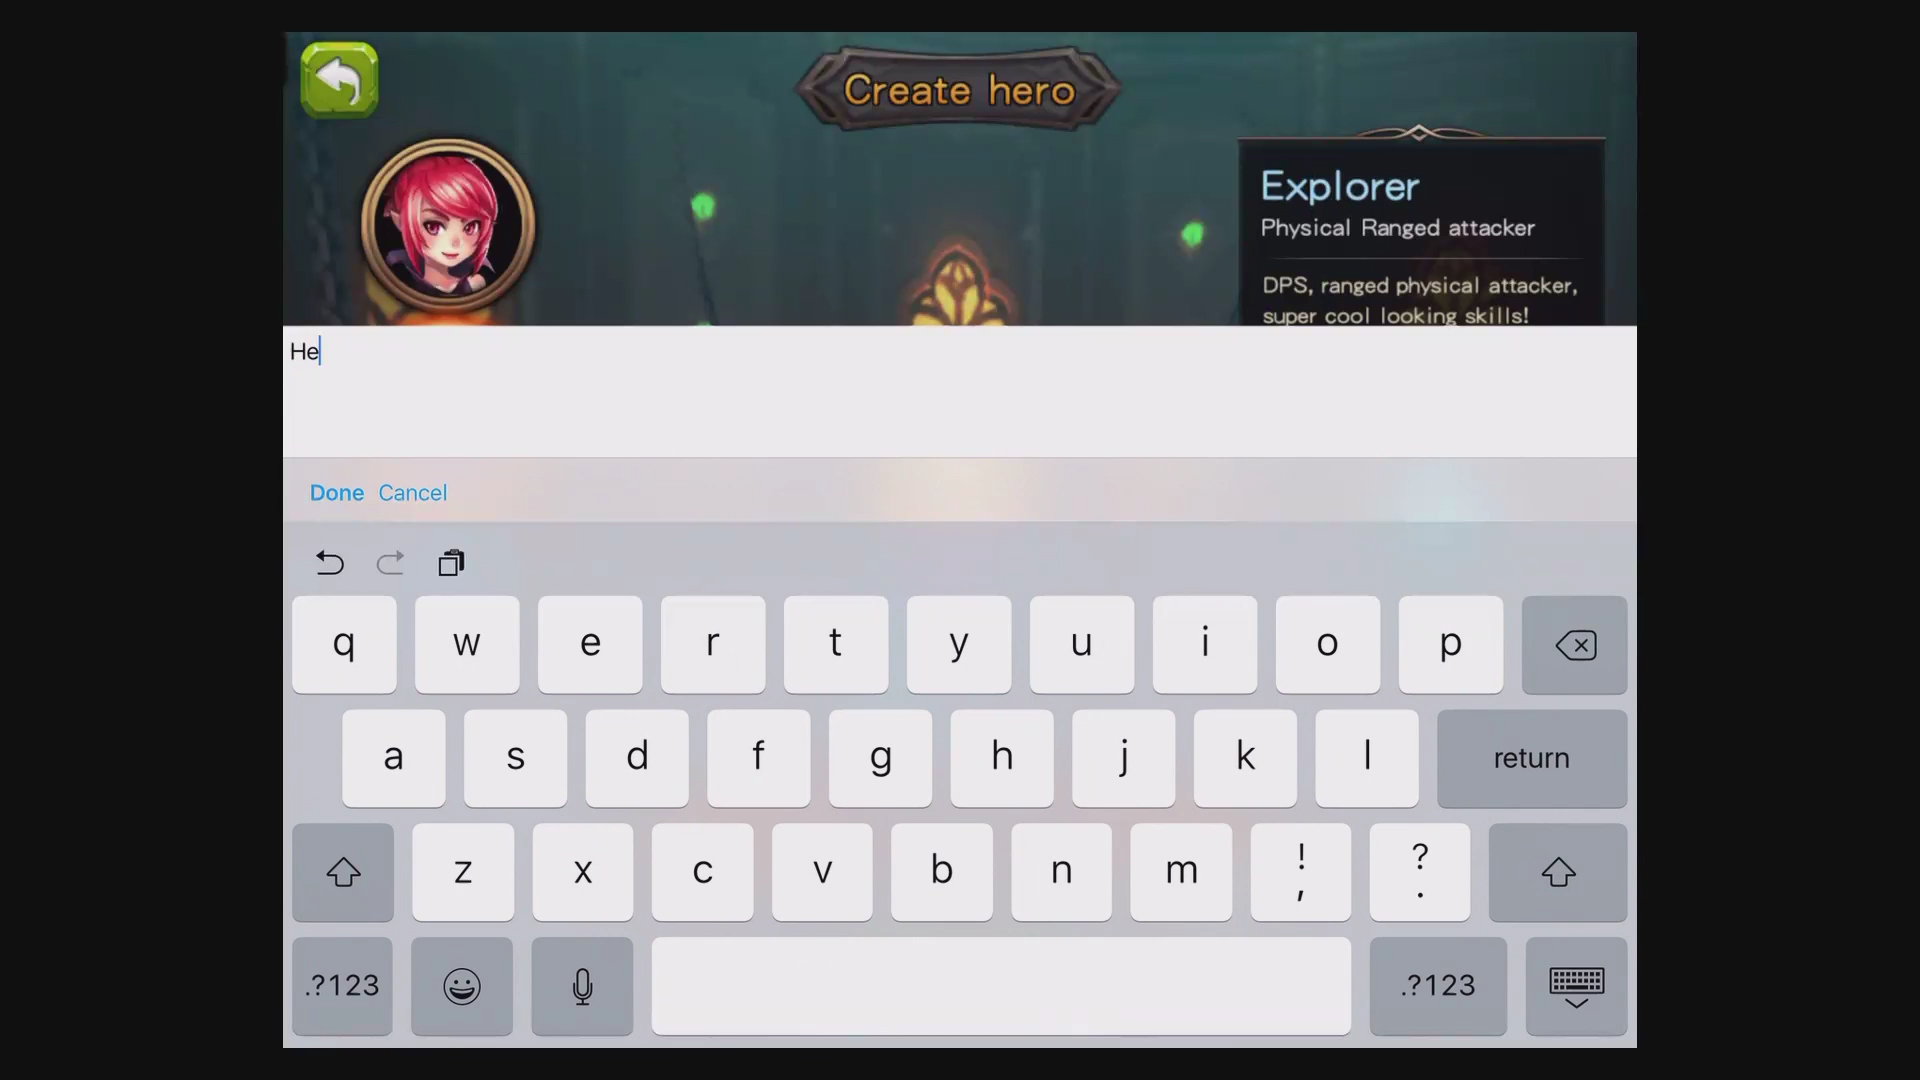 Create hero
Explorer
Physical Ranged attacker
DPS, ranged physical attacker,
super cool looking skills!
He
Done Cancel
q w e r t y u i o p
a s d f g h j k l return
z x c v b n m ! , ? .
.?123 .?123